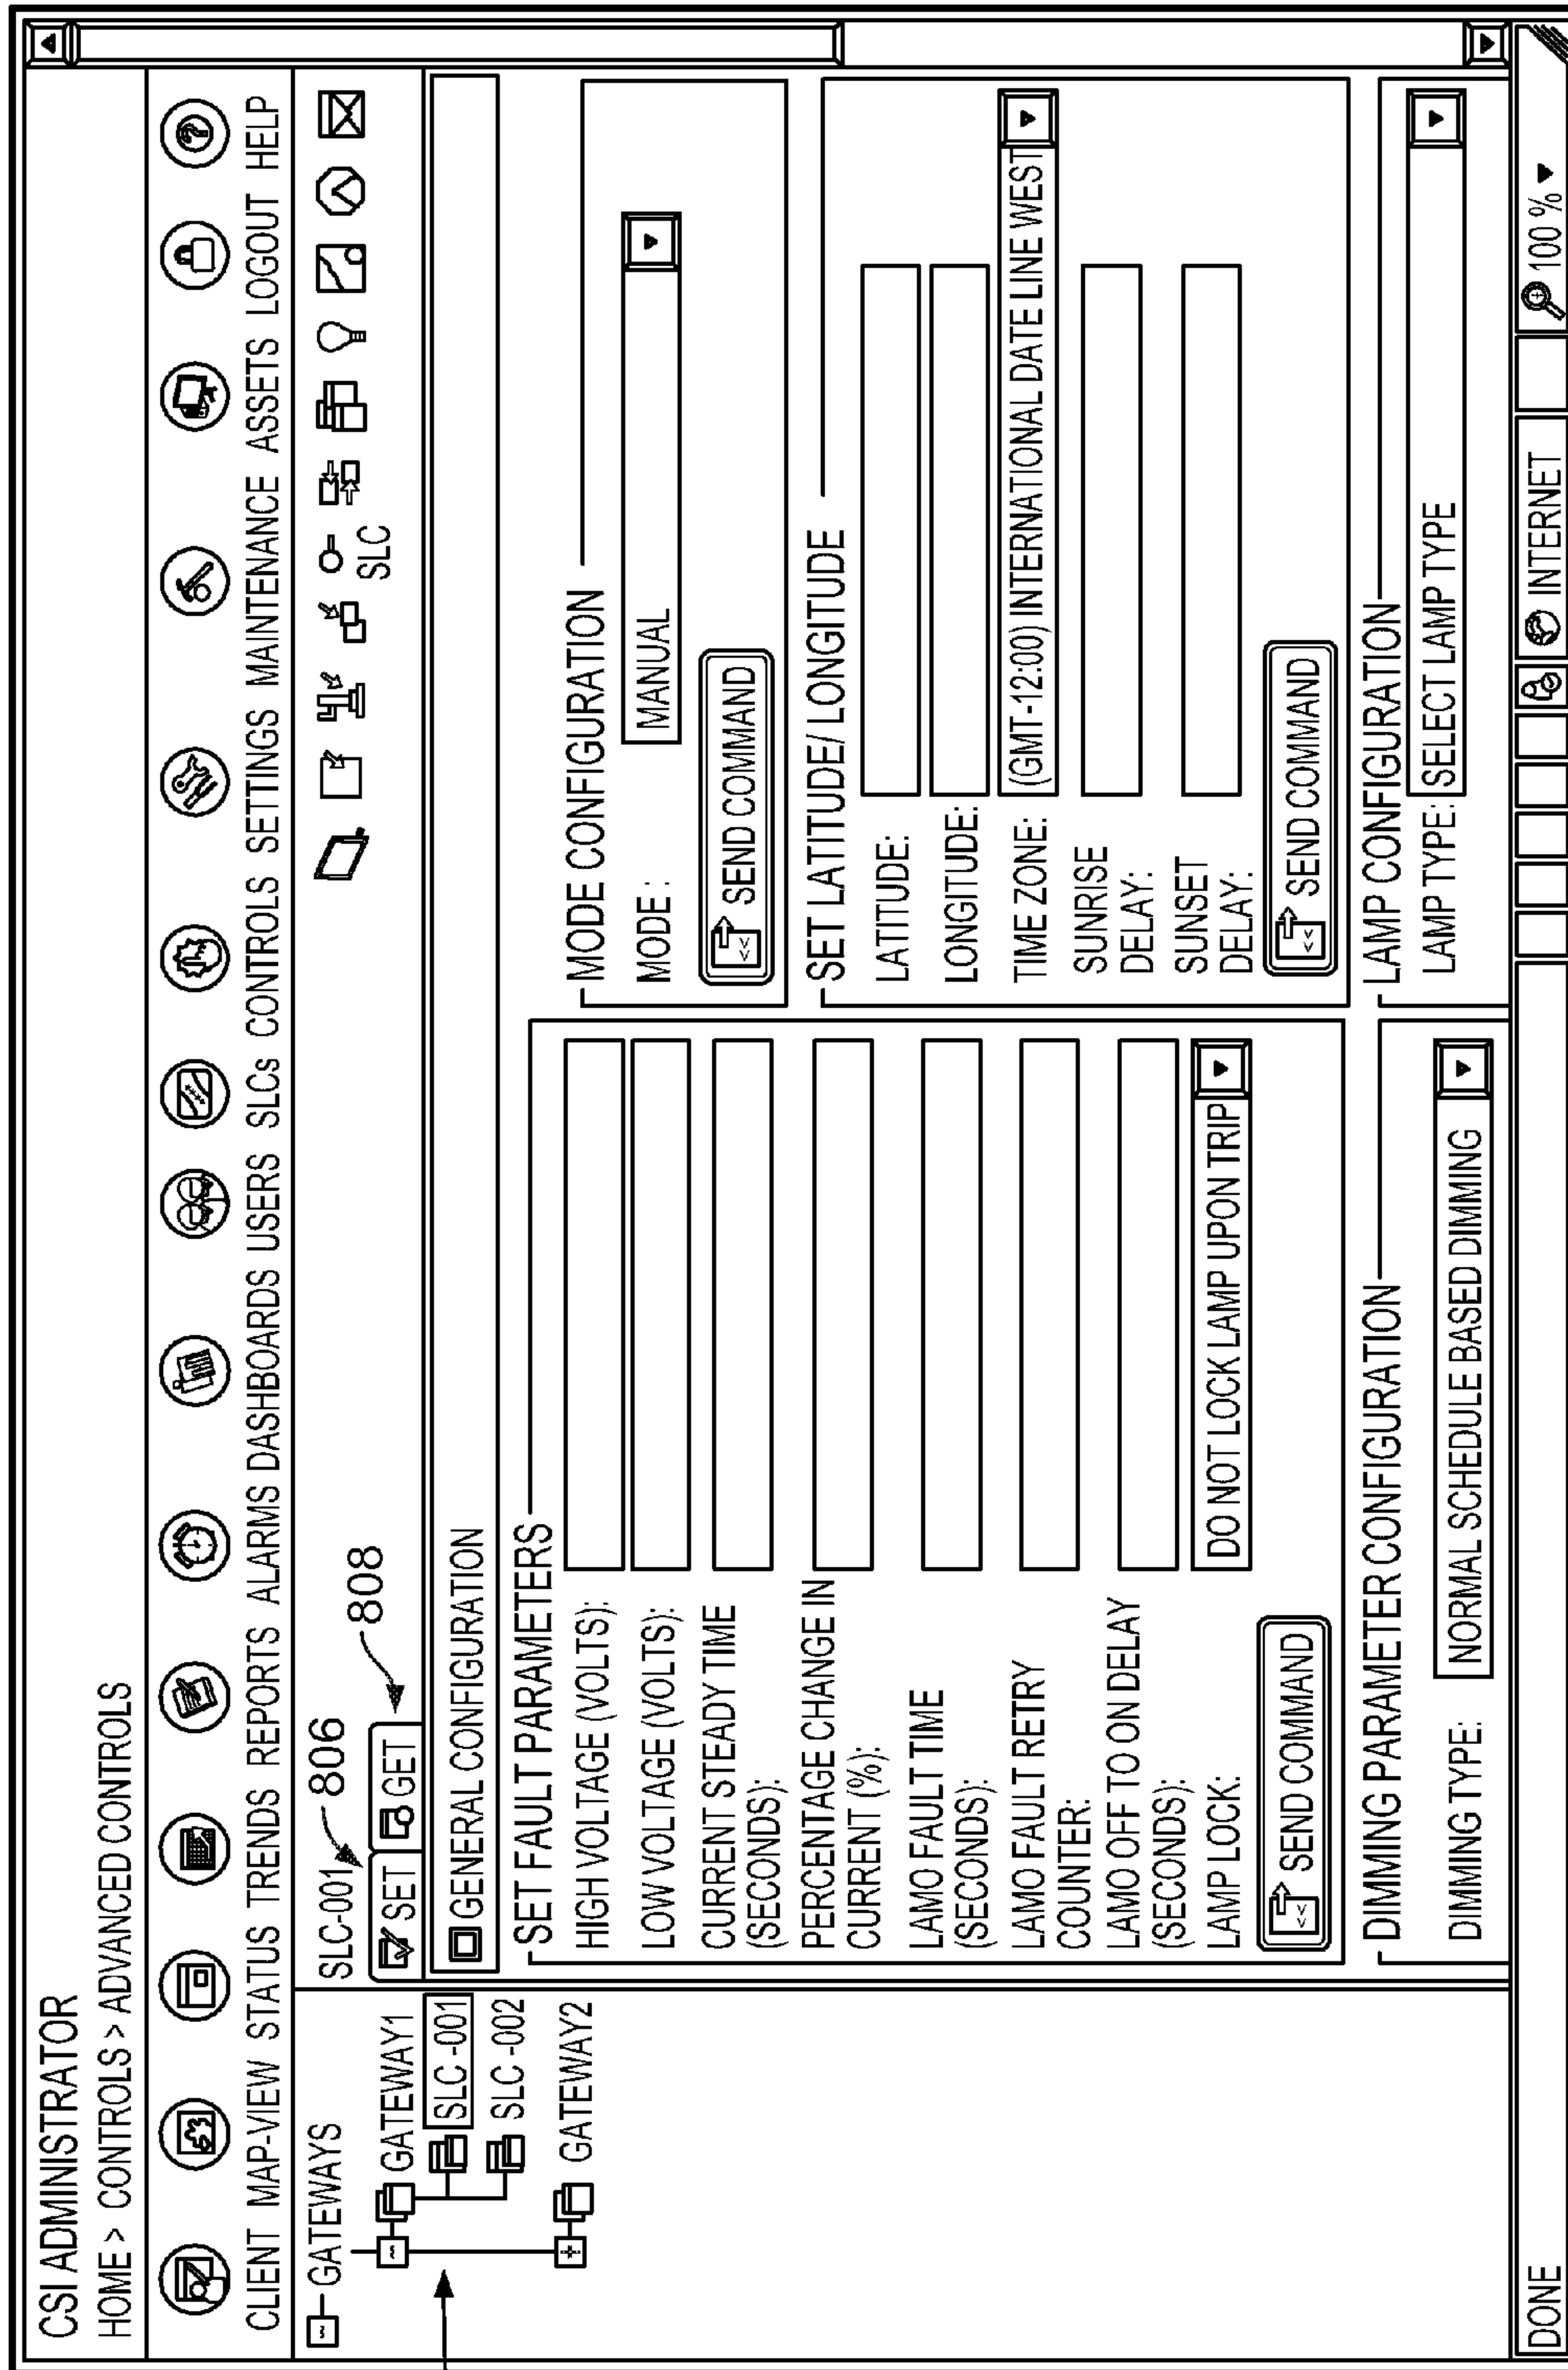 CSI ADMINISTRATOR
HOME > CONTROLS > ADVANCED CONTROLS
CLIENT MAP-VIEW STATUS TRENDS REPORTS ALARMS DASHBOARDS USERS SLCs CONTROLS SETTINGS MAINTENANCE ASSETS LOGOUT HELP
GATEWAYS
GATEWAY1
SLC -001
SLC -002
GATEWAY2
SLC-001
806
808
SLC
SET
GET
GENERAL CONFIGURATION
SET FAULT PARAMETERS
HIGH VOLTAGE (VOLTS):
LOW VOLTAGE (VOLTS):
CURRENT STEADY TIME
(SECONDS):
PERCENTAGE CHANGE IN
CURRENT (%):
LAMO FAULT TIME
(SECONDS):
LAMO FAULT RETRY
COUNTER:
LAMO OFF TO ON DELAY
(SECONDS):
LAMP LOCK: DO NOT LOCK LAMP UPON TRIP
SEND COMMAND
MODE CONFIGURATION
MODE : MANUAL
SEND COMMAND
SET LATITUDE/ LONGITUDE
LATITUDE:
LONGITUDE:
TIME ZONE: (GMT-12:00) INTERNATIONAL DATE LINE WEST
SUNRISE
DELAY:
SUNSET
DELAY:
SEND COMMAND
DIMMING PARAMETER CONFIGURATION
DIMMING TYPE: NORMAL SCHEDULE BASED DIMMING
LAMP CONFIGURATION
LAMP TYPE: SELECT LAMP TYPE
DONE
INTERNET
100 %